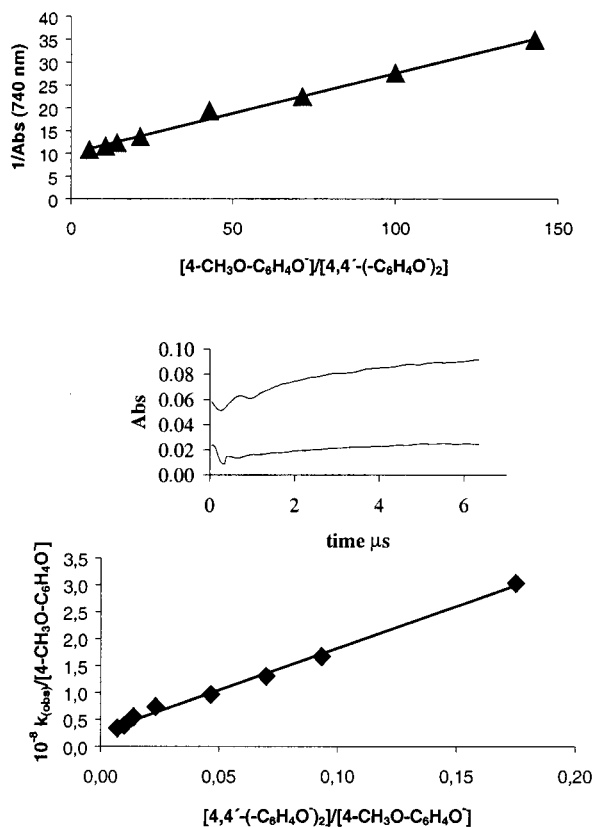 1/Abs (740 nm)
40
35
30
25
20
15
10
5
0
0 50 100 150
[4-CH₃O-C₆H₄O⁻]/[4,4´-(-C₆H₄O⁻)₂]
Abs
0.10
0.08
0.06
0.04
0.02
0.00
0 2 4 6
time µs
10⁻⁸ k₍obs₎/[4-CH₃O-C₆H₄O⁻]
3,5
3,0
2,5
2,0
1,5
1,0
0,5
0,0
0,00 0,05 0,10 0,15 0,20
[4,4´-(-C₆H₄O⁻)₂]/[4-CH₃O-C₆H₄O⁻]